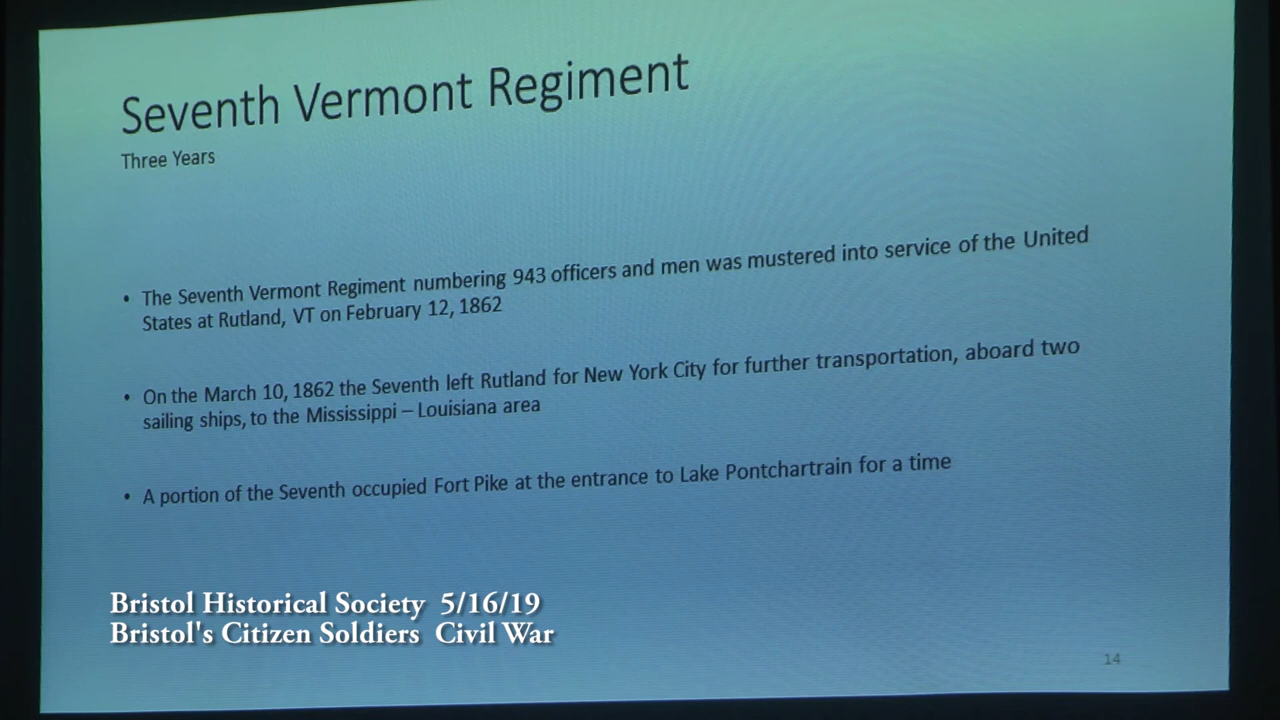 Seventh Vermont Regiment
Three Years
• The Seventh Vermont Regiment numbering 943 officers and men was mustered into service of the United
States at Rutland, VT on February 12, 1862
• On the March 10, 1862 the Seventh left Rutland for New York City for further transportation, aboard two
sailing ships, to the Mississippi – Louisiana area
• A portion of the Seventh occupied Fort Pike at the entrance to Lake Pontchartrain for a time
Bristol Historical Society 5/16/19
Bristol's Citizen Soldiers Civil War
14